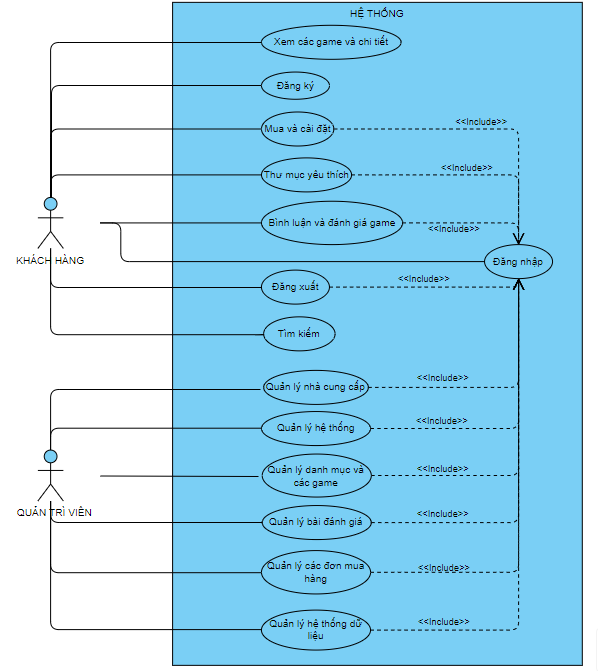 HỆ THỐNG
Xem các game và chi tiết
Đăng ký
Mua và cài đặt
<<Include>>
Thư mục yêu thích
<<Include>>
Bình luận và đánh giá game
<<Include>>
KHÁCH HÀNG
Đăng nhập
Đăng xuất
<<Include>>
Tìm kiếm
Quản lý nhà cung cấp
<<Include>>
Quản lý hệ thống
<<Include>>
Quản lý danh mục và
các game
<<Include>>
QUẢN TRỊ VIÊN
Quản lý bài đánh giá
<<Include>>
Quản lý các đơn mua
hàng
<<Include>>
Quản lý hệ thống dữ
liệu
<<Include>>